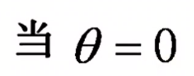 当 θ = 0